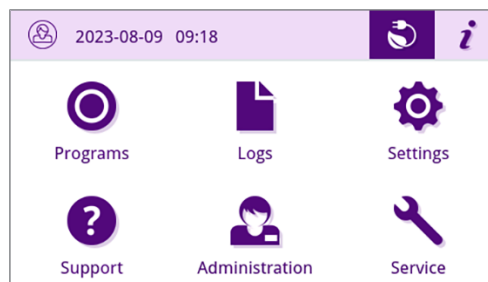 2023-08-09 09:18 i
Programs Logs Settings
? 
Support Administration Service